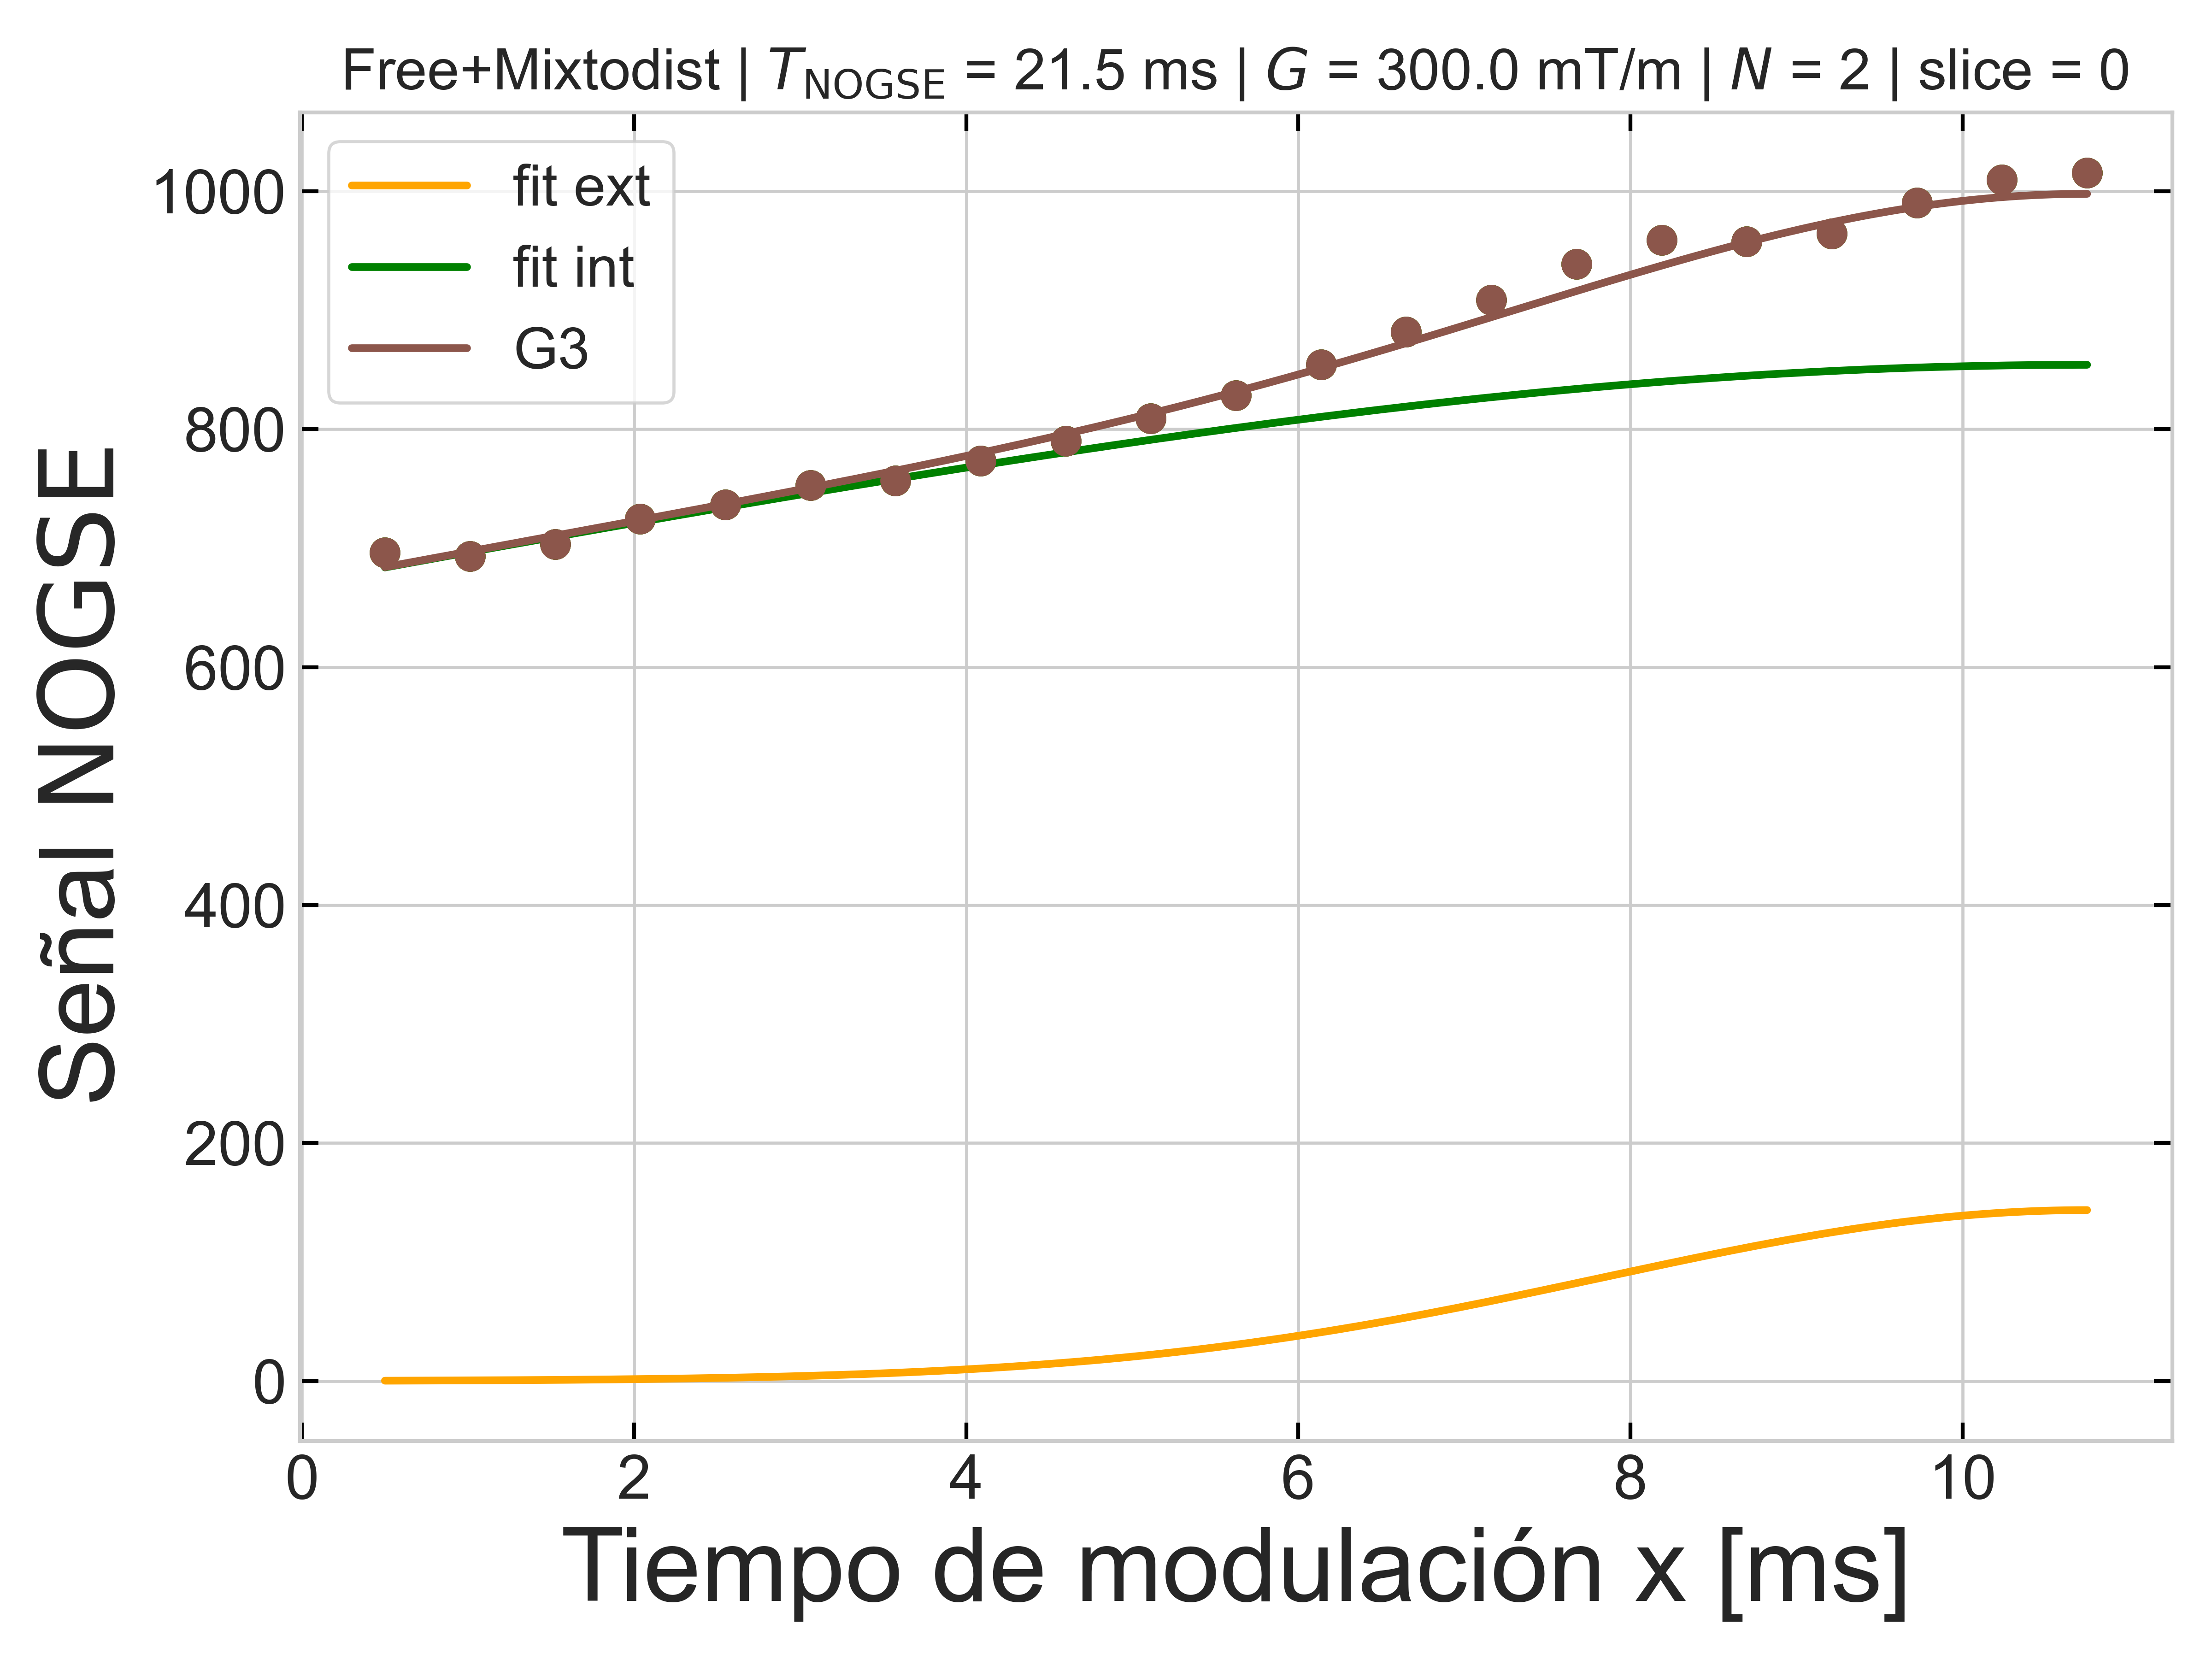 Free+Mixtodist | T_NOGSE = 21.5 ms | G = 300.0 mT/m | N = 2 | slice = 0
fit ext
fit int
G3
1000
800
600
400
200
0
Señal NOGSE
0 2 4 6 8 10
Tiempo de modulación x [ms]